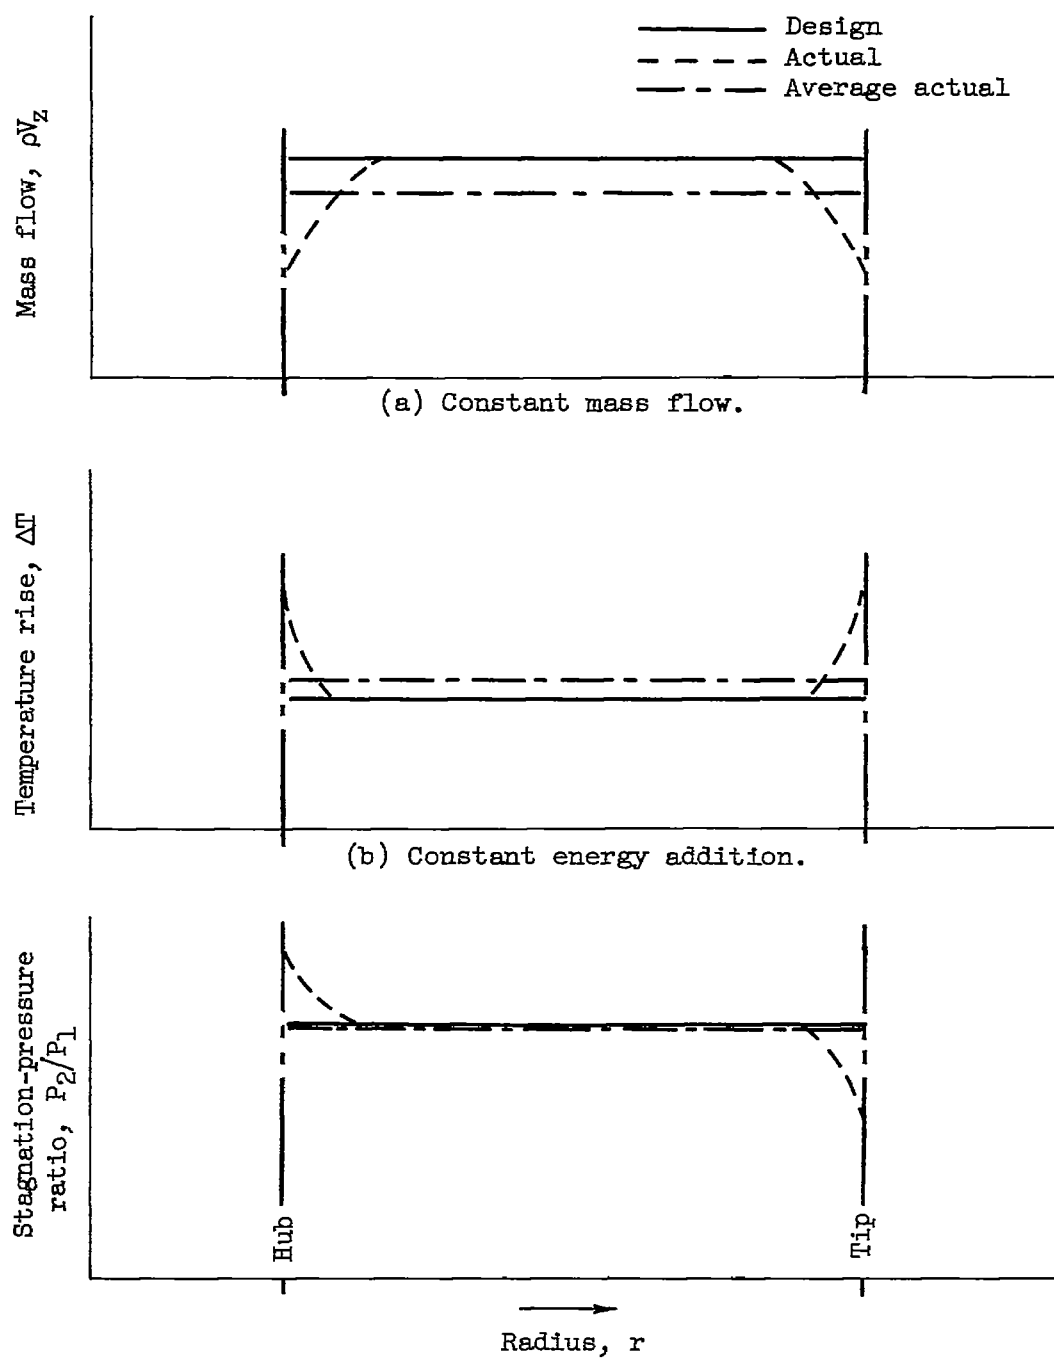 Design
Actual
Average actual
Mass flow, ρV_z
(a) Constant mass flow.
Temperature rise, ΔT
(b) Constant energy addition.
Stagnation-pressure
ratio, P_2/P_1
Hub
Tip
Radius, r